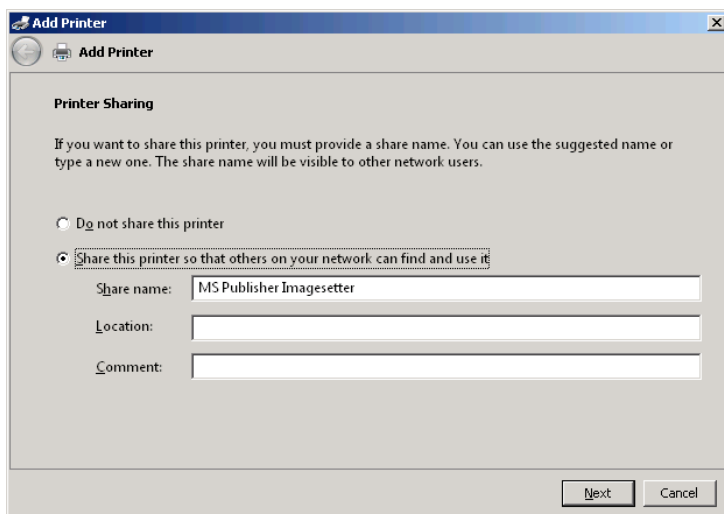 Add Printer
Add Printer
Printer Sharing
If you want to share this printer, you must provide a share name. You can use the suggested name or
type a new one. The share name will be visible to other network users.
Do not share this printer
Share this printer so that others on your network can find and use it
Share name: MS Publisher Imagesetter
Location:
Comment:
Next Cancel